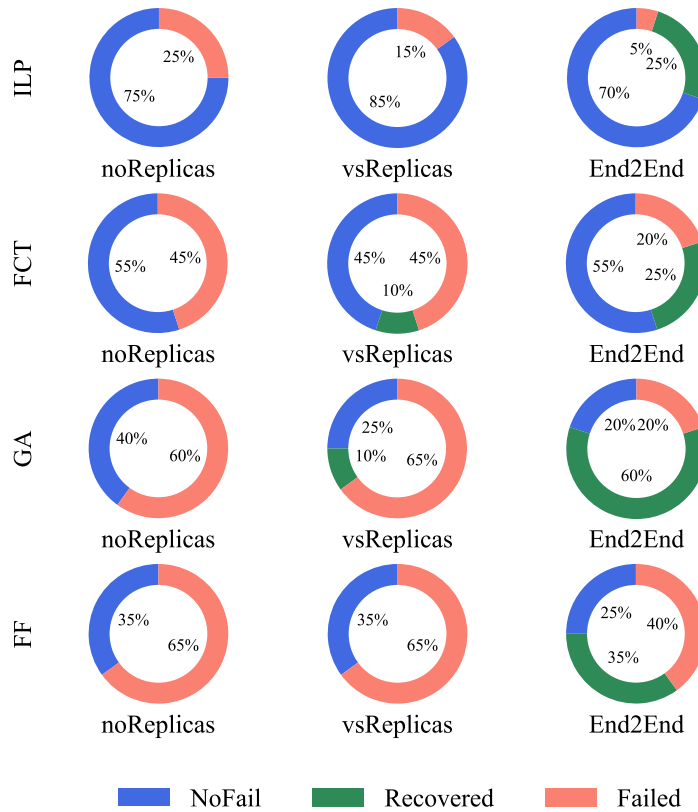 ILP
25%
75%
noReplicas
15%
85%
vsReplicas
5%
25%
70%
End2End
FCT
55%
45%
noReplicas
45%
45%
10%
vsReplicas
20%
55%
25%
End2End
GA
40%
60%
noReplicas
25%
10%
65%
vsReplicas
20%
20%
60%
End2End
FF
35%
65%
noReplicas
35%
65%
vsReplicas
25%
40%
35%
End2End
NoFail
Recovered
Failed